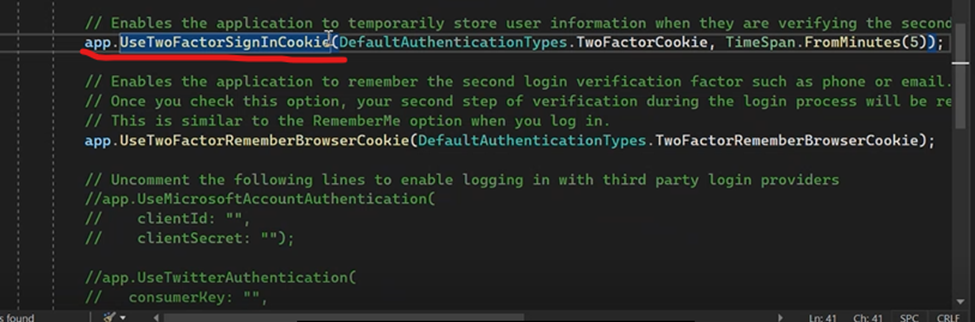 // Enables the application to temporarily store user information when they are verifying the second
app.UseTwoFactorSignInCookie(DefaultAuthenticationTypes.TwoFactorCookie, TimeSpan.FromMinutes(5));
// Enables the application to remember the second login verification factor such as phone or email.
// Once you check this option, your second step of verification during the login process will be re
// This is similar to the RememberMe option when you log in.
app.UseTwoFactorRememberBrowserCookie(DefaultAuthenticationTypes.TwoFactorRememberBrowserCookie);
// Uncomment the following lines to enable logging in with third party login providers
//app.UseMicrosoftAccountAuthentication(
//    clientId: "",
//    clientSecret: "");
//app.UseTwitterAuthentication(
//   consumerKey: "",
s found Ln: 41 Ch: 41 SPC CRLF